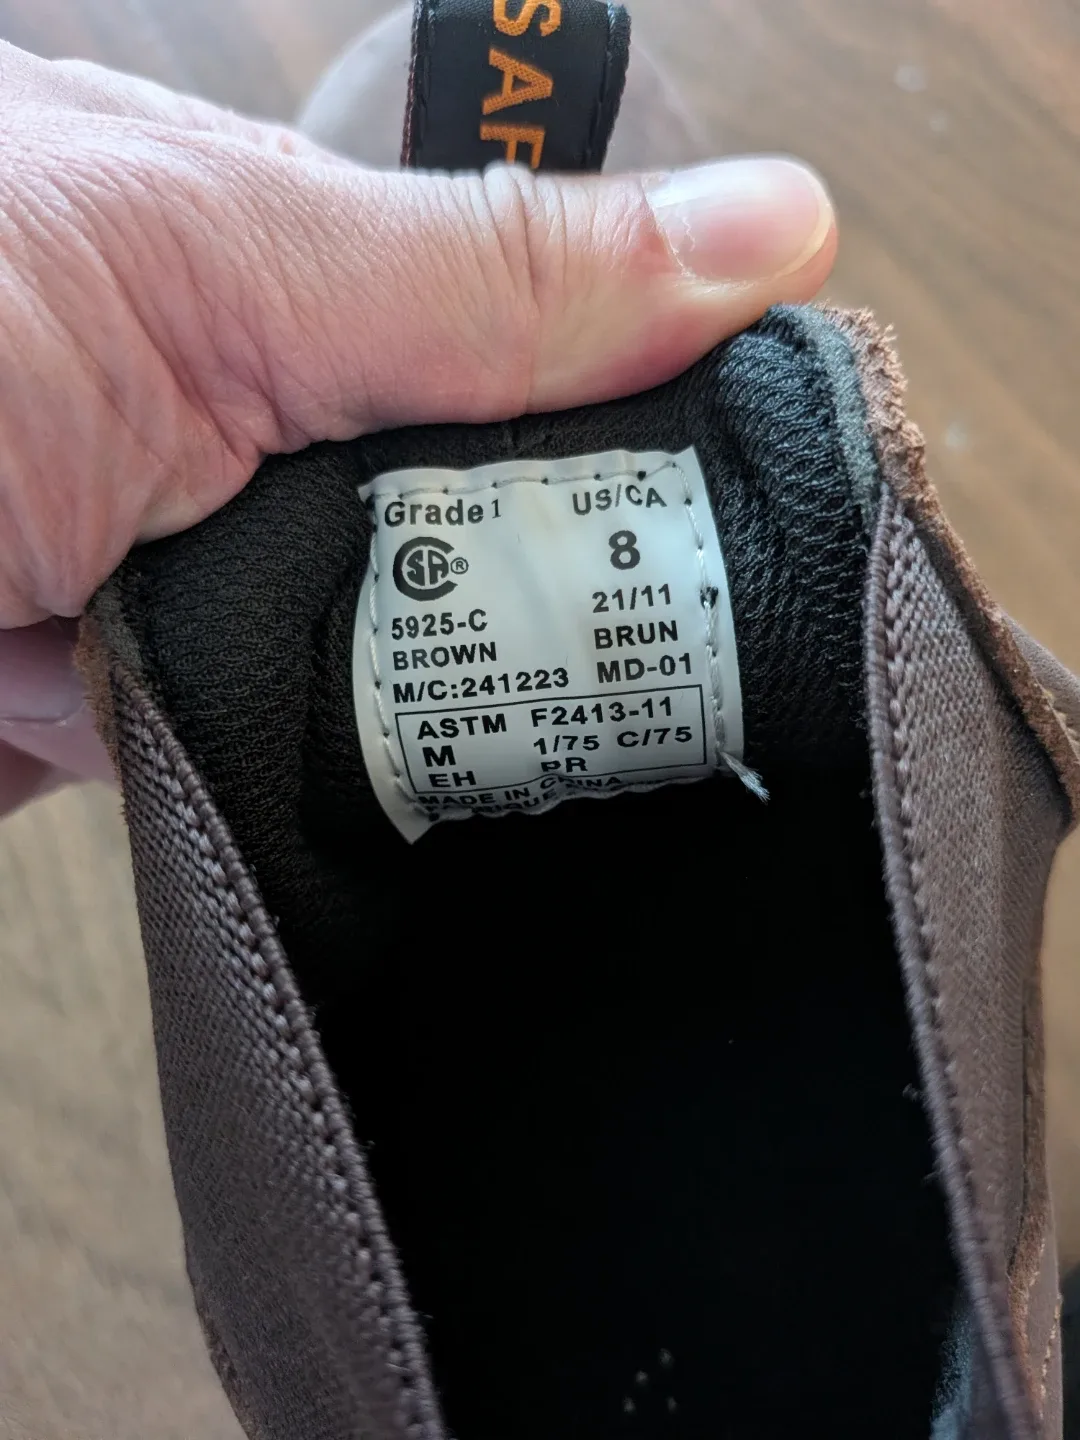 SAF
Grade 1 US/CA
CSA® 8
5925-C 21/11
BROWN BRUN
M/C:241223 MD-01
ASTM F2413-11
M 1/75 C/75
EH PR
MADE IN CHINA